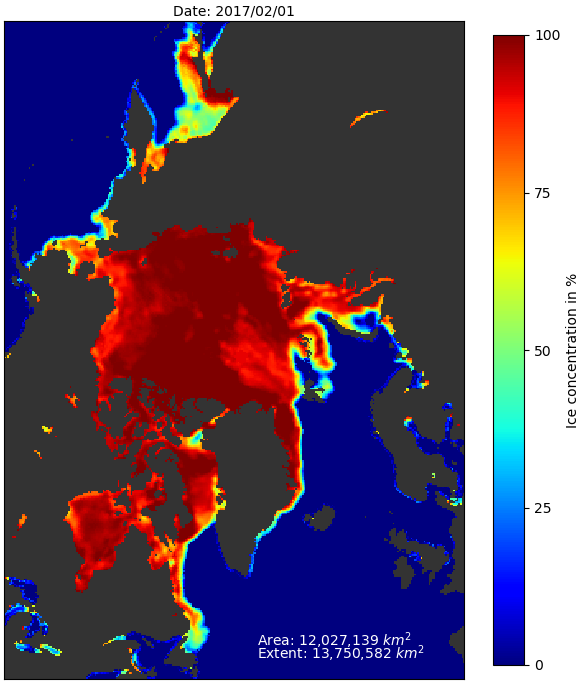 Date: 2017/02/01
100
75
50
25
0
Ice concentration in %
Area: 12,027,139 km²
Extent: 13,750,582 km²